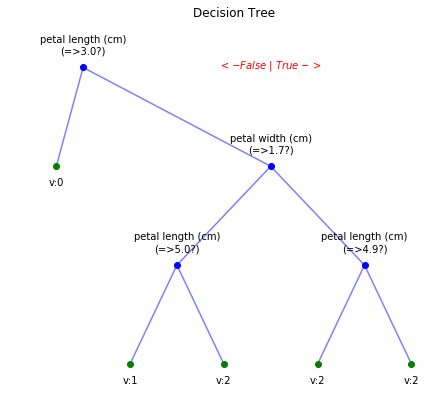 Decision Tree
petal length (cm)
(=>3.0?)
<-False | True->
petal width (cm)
(=>1.7?)
v:0
petal length (cm)
(=>5.0?)
petal length (cm)
(=>4.9?)
v:1
v:2
v:2
v:2